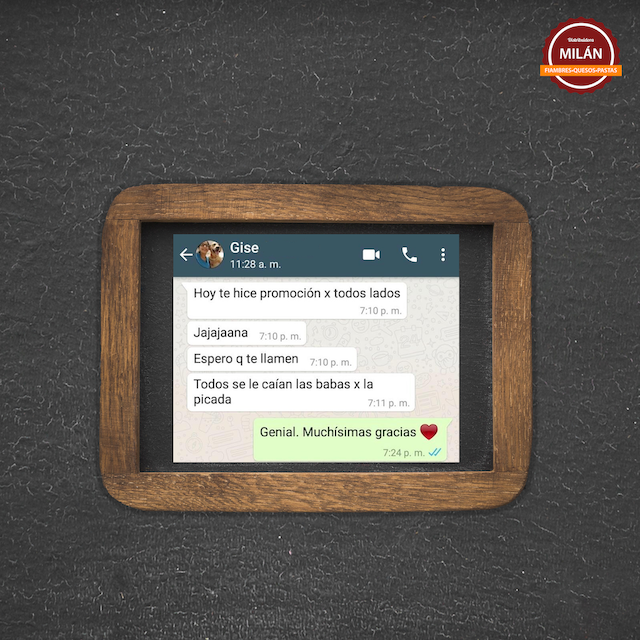 Distribuidora
MILÁN
FIAMBRES•QUESOS•PASTAS
Gise
11:28 a. m.
Hoy te hice promoción x todos lados
7:10 p. m.
Jajajaana 7:10 p. m.
Espero q te llamen 7:10 p. m.
Todos se le caían las babas x la
picada
7:11 p. m.
Genial. Muchísimas gracias ❤
7:24 p. m.